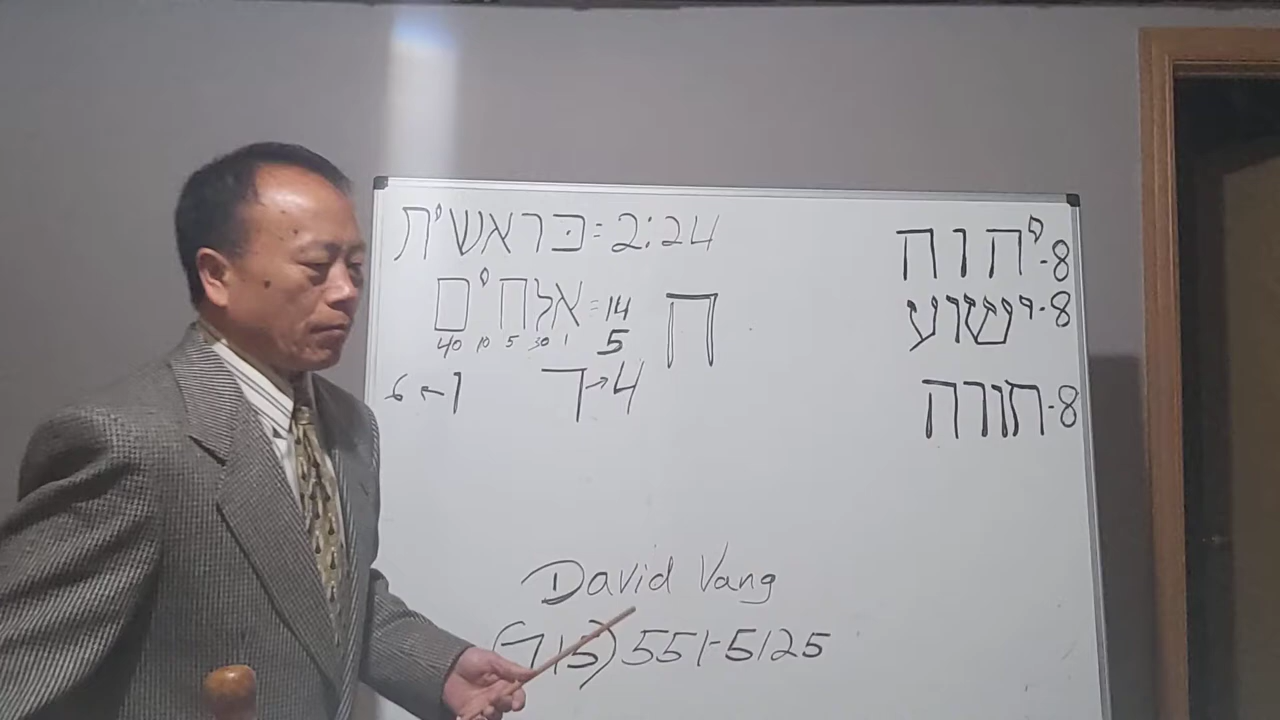 בראשית = 2:24
אלהים = 14
40 10 5 30 1
5
ה
6 ← ו
ד → 4
יהוה - 8
ישוע - 8
תורה - 8
David Vang
(715) 551-5125